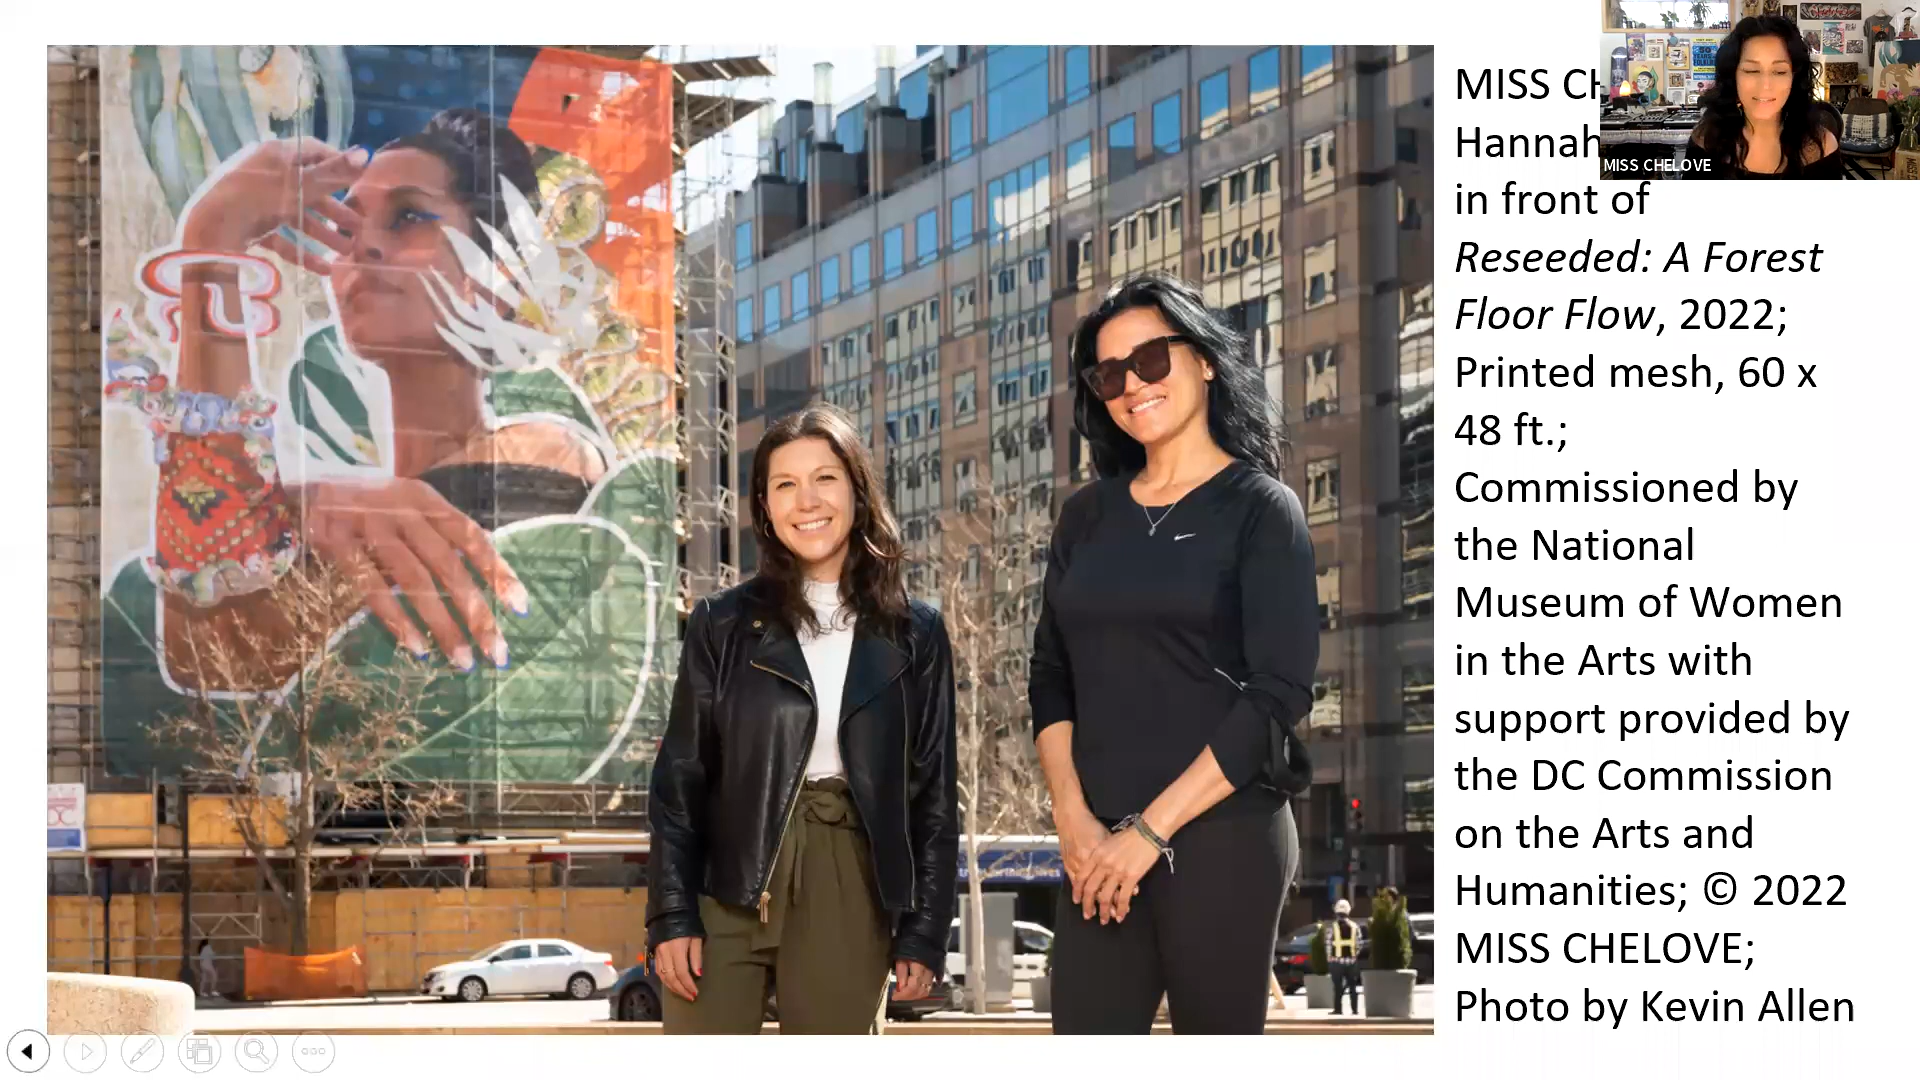 MISS CH
Hannah
in front of
Reseeded: A Forest
Floor Flow, 2022;
Printed mesh, 60 x
48 ft.;
Commissioned by
the National
Museum of Women
in the Arts with
support provided by
the DC Commission
on the Arts and
Humanities; © 2022
MISS CHELOVE;
Photo by Kevin Allen
MISS CHELOVE